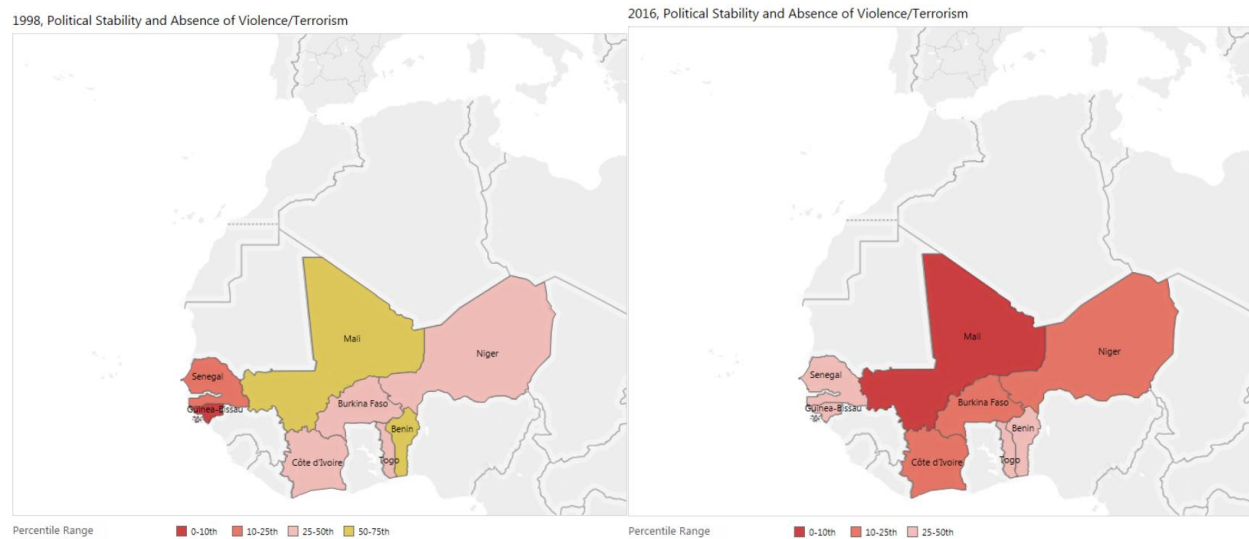 1998, Political Stability and Absence of Violence/Terrorism
Mali
Niger
Senegal
Guinea-Bissau
Burkina Faso
Benin
Togo
Côte d'Ivoire
Percentile Range
0-10th
10-25th
25-50th
50-75th
2016, Political Stability and Absence of Violence/Terrorism
Mali
Niger
Senegal
Guinea-Bissau
Burkina Faso
Benin
Togo
Côte d'Ivoire
Percentile Range
0-10th
10-25th
25-50th